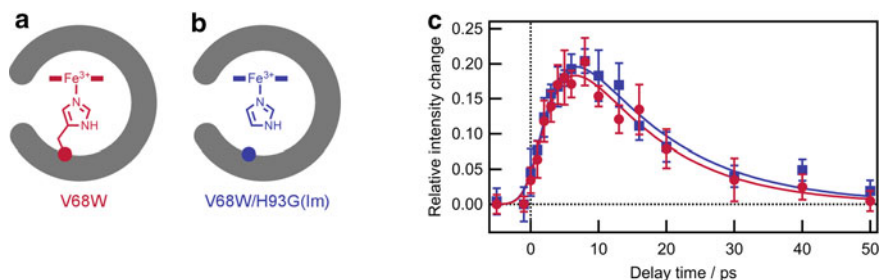 a
Fe³⁺
N
NH
V68W
b
Fe³⁺
N
N
NH
V68W/H93G(Im)
c
Relative intensity change
0.25
0.20
0.15
0.10
0.05
0.00
0 10 20 30 40 50
Delay time / ps